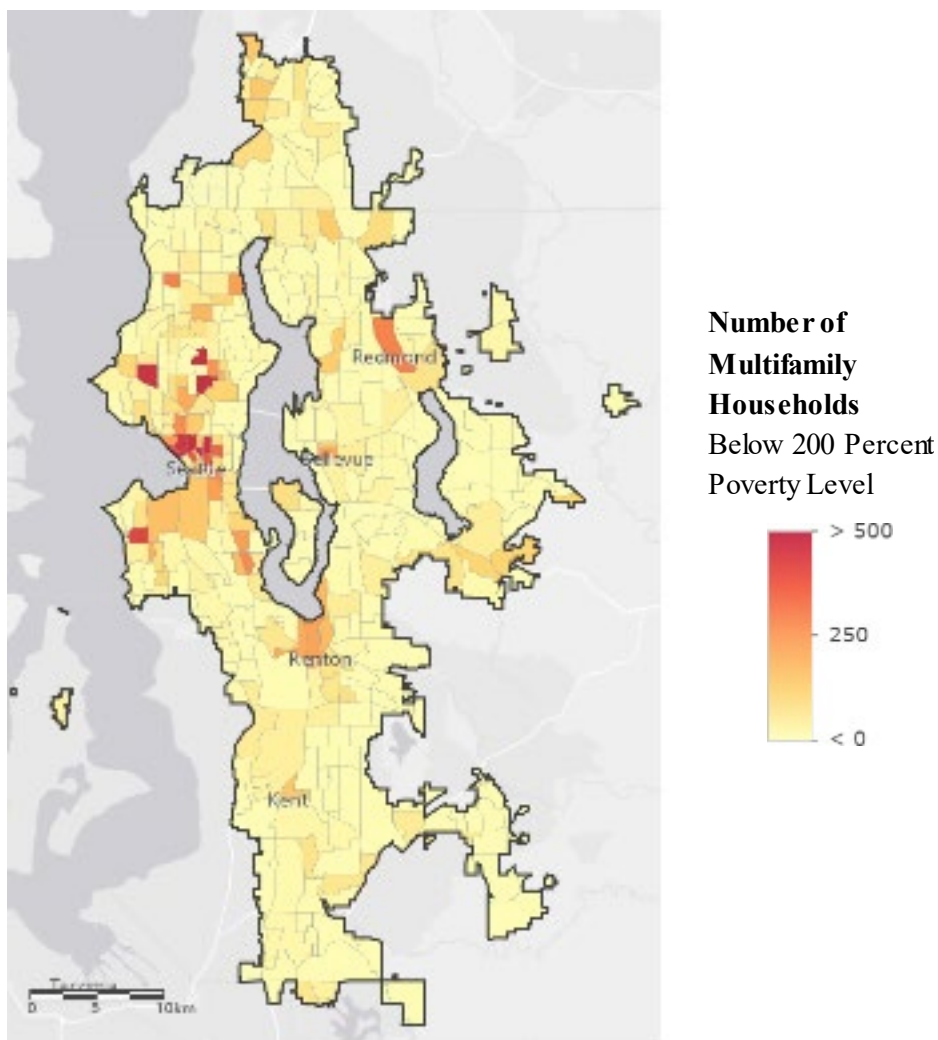 Redmond
Bellevue
Seattle
Renton
Kent
Tacoma
0 5 10km
Number of
Multifamily
Households
Below 200 Percent
Poverty Level
> 500
250
< 0